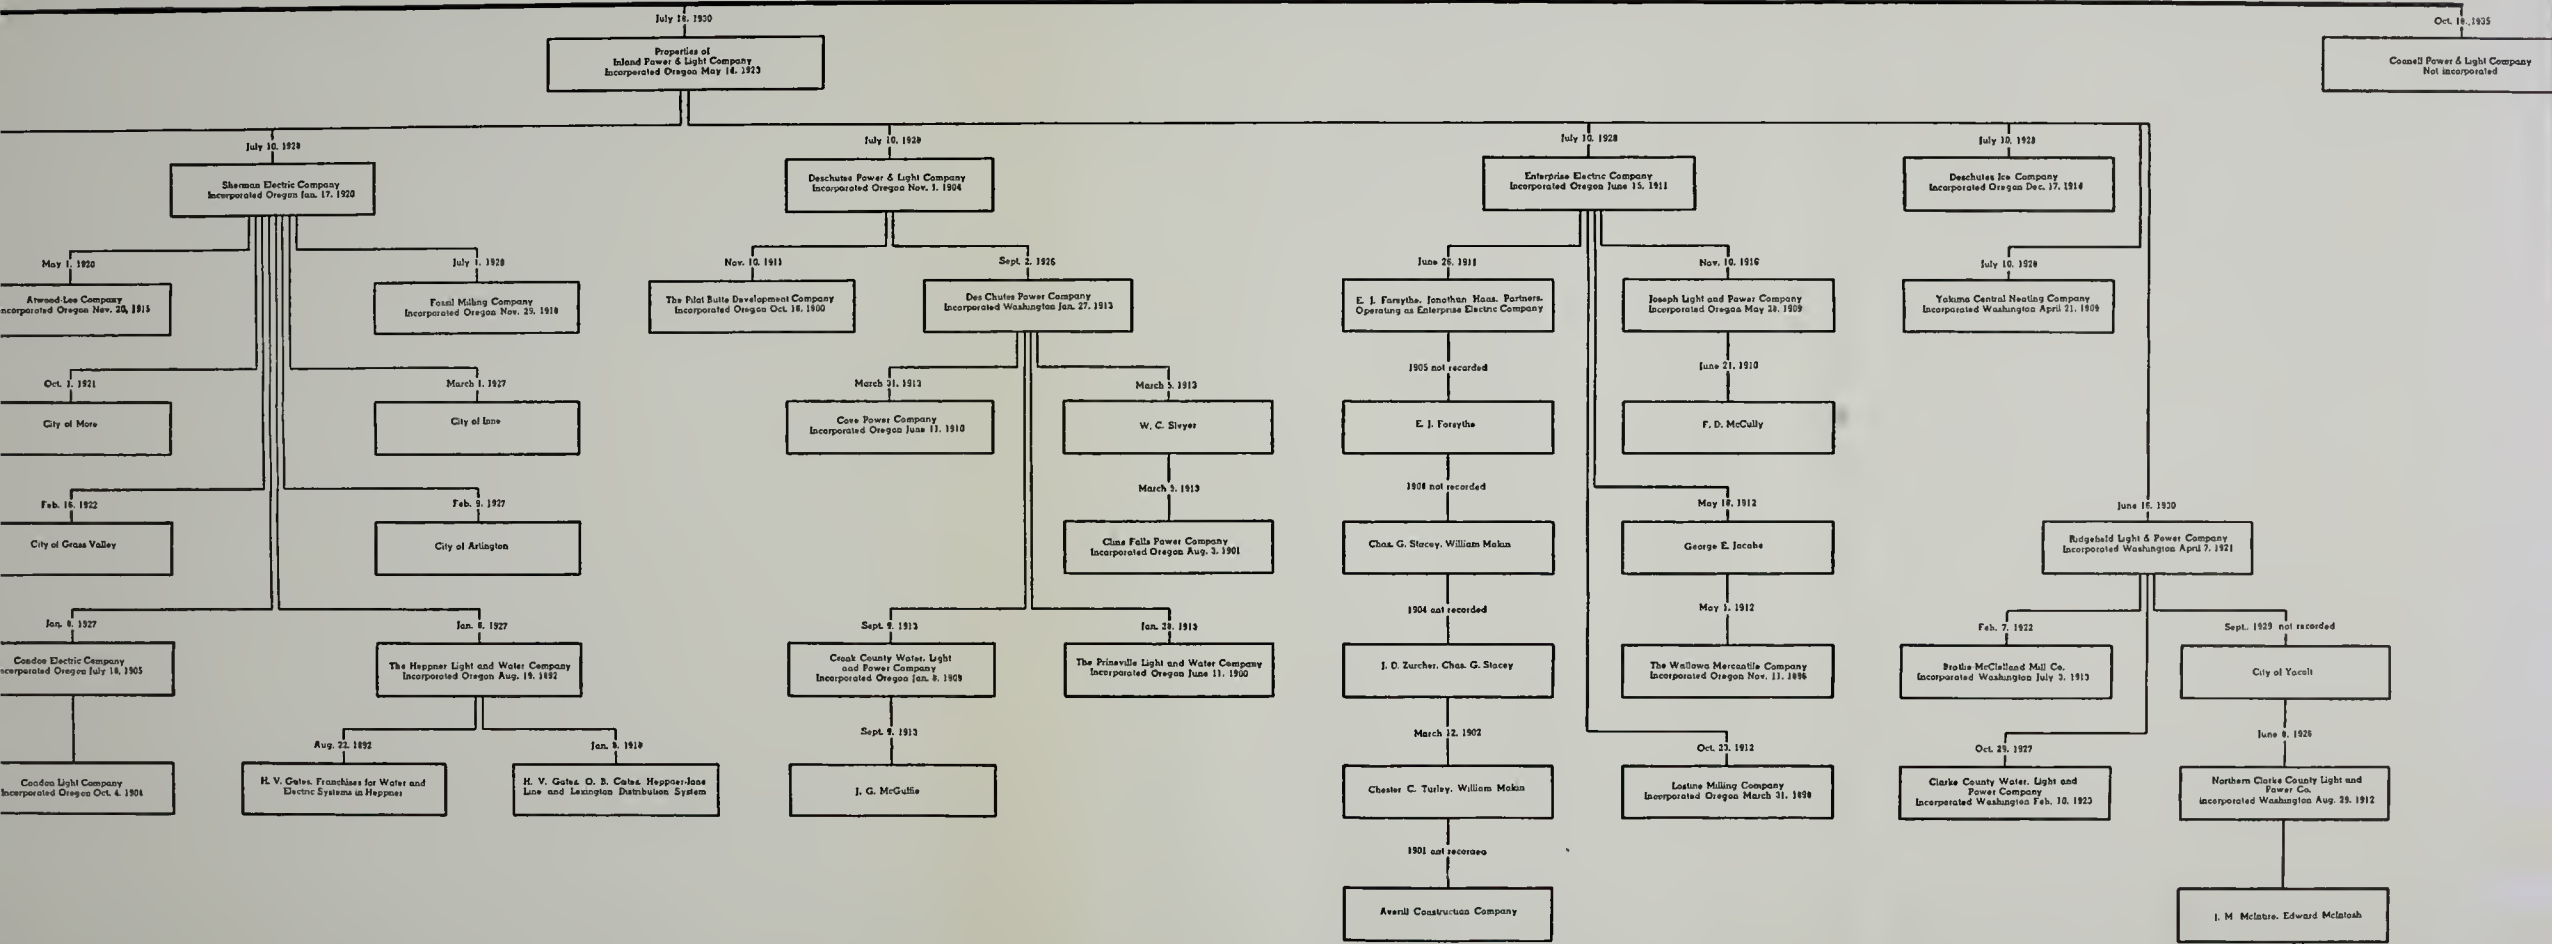 July 18, 1930
Properties of
Inland Power & Light Company
Incorporated Oregon May 14, 1923
Oct. 18, 1935
Connell Power & Light Company
Not incorporated
July 10, 1928
Sherman Electric Company
Incorporated Oregon Jan. 17, 1920
July 10, 1928
Deschutes Power & Light Company
Incorporated Oregon Nov. 1, 1904
July 10, 1928
Enterprise Electric Company
Incorporated Oregon June 15, 1911
July 10, 1928
Deschutes Ice Company
Incorporated Oregon Dec. 17, 1914
May 1, 1920
Atwood-Lee Company
ncorporated Oregon Nov. 20, 1915
July 1, 1928
Fossil Milling Company
Incorporated Oregon Nov. 29, 1910
Nov. 10, 1911
The Pilot Butte Development Company
Incorporated Oregon Oct. 16, 1900
Sept. 2, 1926
Des Chutes Power Company
Incorporated Washington Jan. 27, 1913
June 26, 1911
E. J. Forsythe, Jonathan Haas, Partners,
Operating as Enterprise Electric Company
Nov. 10, 1916
Joseph Light and Power Company
Incorporated Oregon May 28, 1909
July 10, 1928
Yakima Central Heating Company
Incorporated Washington April 21, 1909
Oct. 1, 1921
City of More
March 1, 1927
City of Ione
March 31, 1913
Cove Power Company
Incorporated Oregon June 11, 1910
March 5, 1913
W. C. Sivyer
1905 not recorded
E. J. Forsythe
June 21, 1910
F. D. McCully
Feb. 16, 1922
City of Grass Valley
Feb. 9, 1927
City of Arlington
March 5, 1913
Cline Falls Power Company
Incorporated Oregon Aug. 3, 1901
not recorded
Chas. G. Stacey, William Makin
May 18, 1912
George E. Jacobs
June 16, 1930
Ridgefield Light & Power Company
Incorporated Washington April 7, 1921
Jan. 8, 1927
Condon Electric Company
ncorporated Oregon July 18, 1905
Jan. 8, 1927
The Heppner Light and Water Company
Incorporated Oregon Aug. 19, 1892
Sept. 9, 1913
Crook County Water, Light
and Power Company
Incorporated Oregon Jan. 8, 1909
Jan. 28, 1913
The Prineville Light and Water Company
Incorporated Oregon June 11, 1900
1904 not recorded
J. D. Zurcher, Chas. G. Stacey
May 1, 1912
The Wallowa Mercantile Company
Incorporated Oregon Nov. 11, 1896
Feb. 7, 1922
Brothe McClelland Mill Co.
Incorporated Washington July 3, 1913
Sept., 1929 not recorded
City of Yacolt
Condon Light Company
Incorporated Oregon Oct. 4, 1904
Aug. 22, 1892
H. V. Gates, Franchises for Water and
Electric Systems in Heppner
Jan. 8, 1918
H. V. Gates, O. B. Gates, Heppner-Ione
Line and Lexington Distribution System
Sept. 9, 1913
J. G. McGuffie
March 12, 1902
Chester C. Turley, William Makin
Oct. 23, 1912
Lostine Milling Company
Incorporated Oregon March 31, 1898
Oct. 29, 1927
Clarke County Water, Light and
Power Company
Incorporated Washington Feb. 10, 1923
June 8, 1926
Northern Clarke County Light and
Power Co.
Incorporated Washington Aug. 29, 1912
1901 not recorded
Averill Construction Company
J. M. McIntire, Edward McIntosh